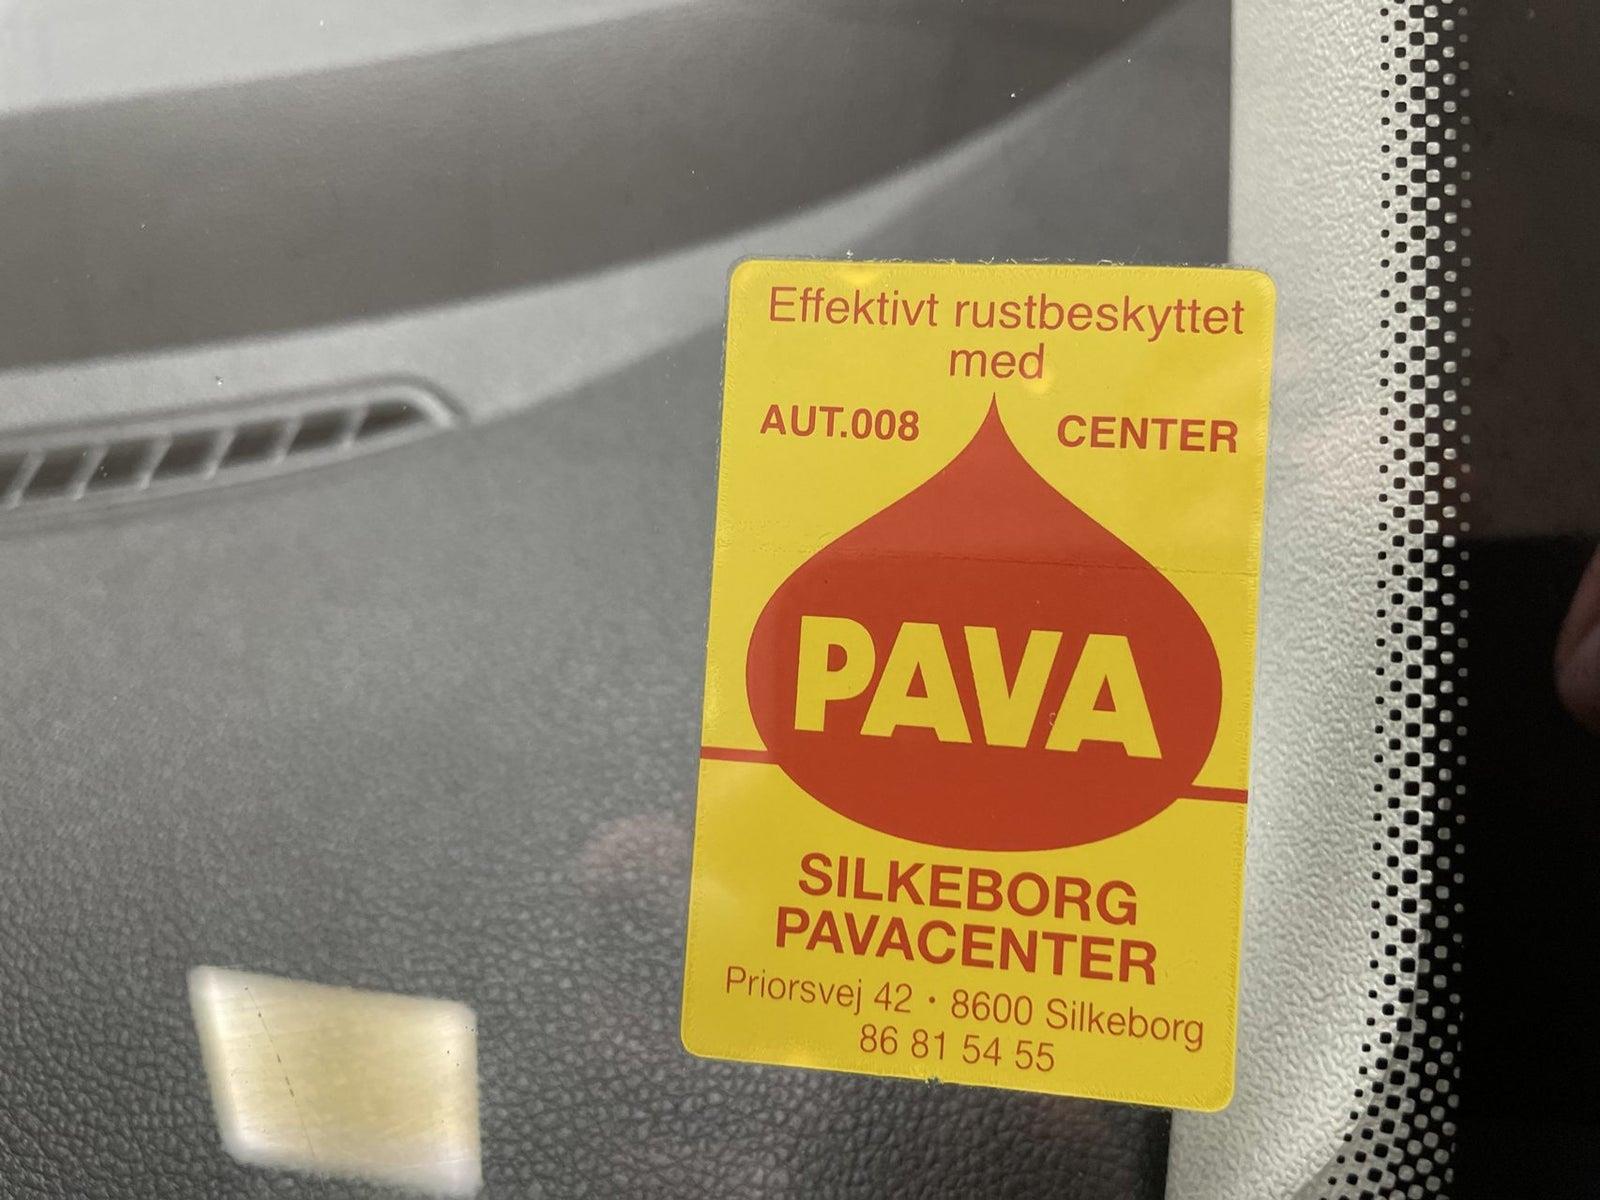 Effektivt rustbeskyttet
med
AUT.008 CENTER
PAVA
SILKEBORG
PAVACENTER
Priorsvej 42 • 8600 Silkeborg
86 81 54 55